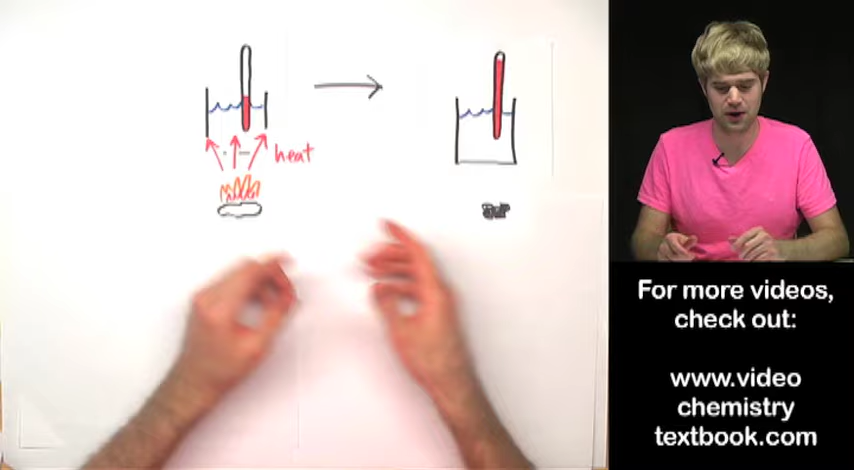 heat
For more videos,
check out:
www.video
chemistry
textbook.com